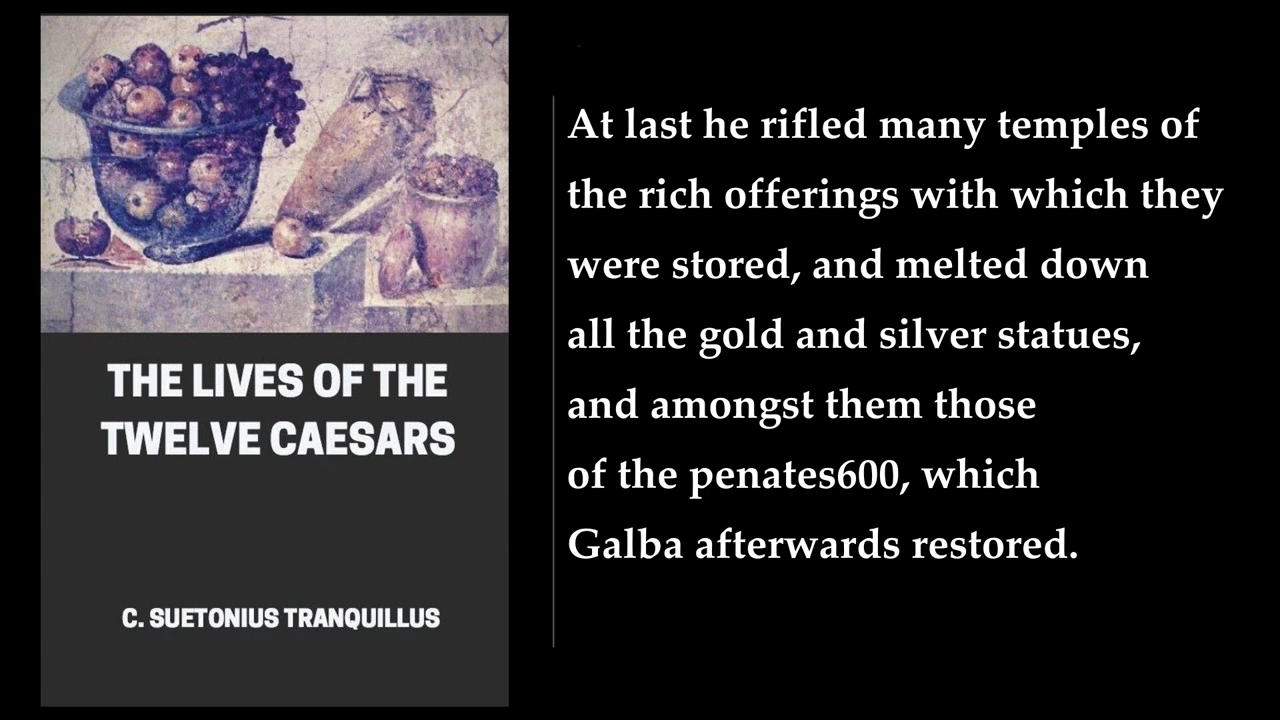 THE LIVES OF THE
TWELVE CAESARS
C. SUETONIUS TRANQUILLUS
At last he rifled many temples of
the rich offerings with which they
were stored, and melted down
all the gold and silver statues,
and amongst them those
of the penates600, which
Galba afterwards restored.